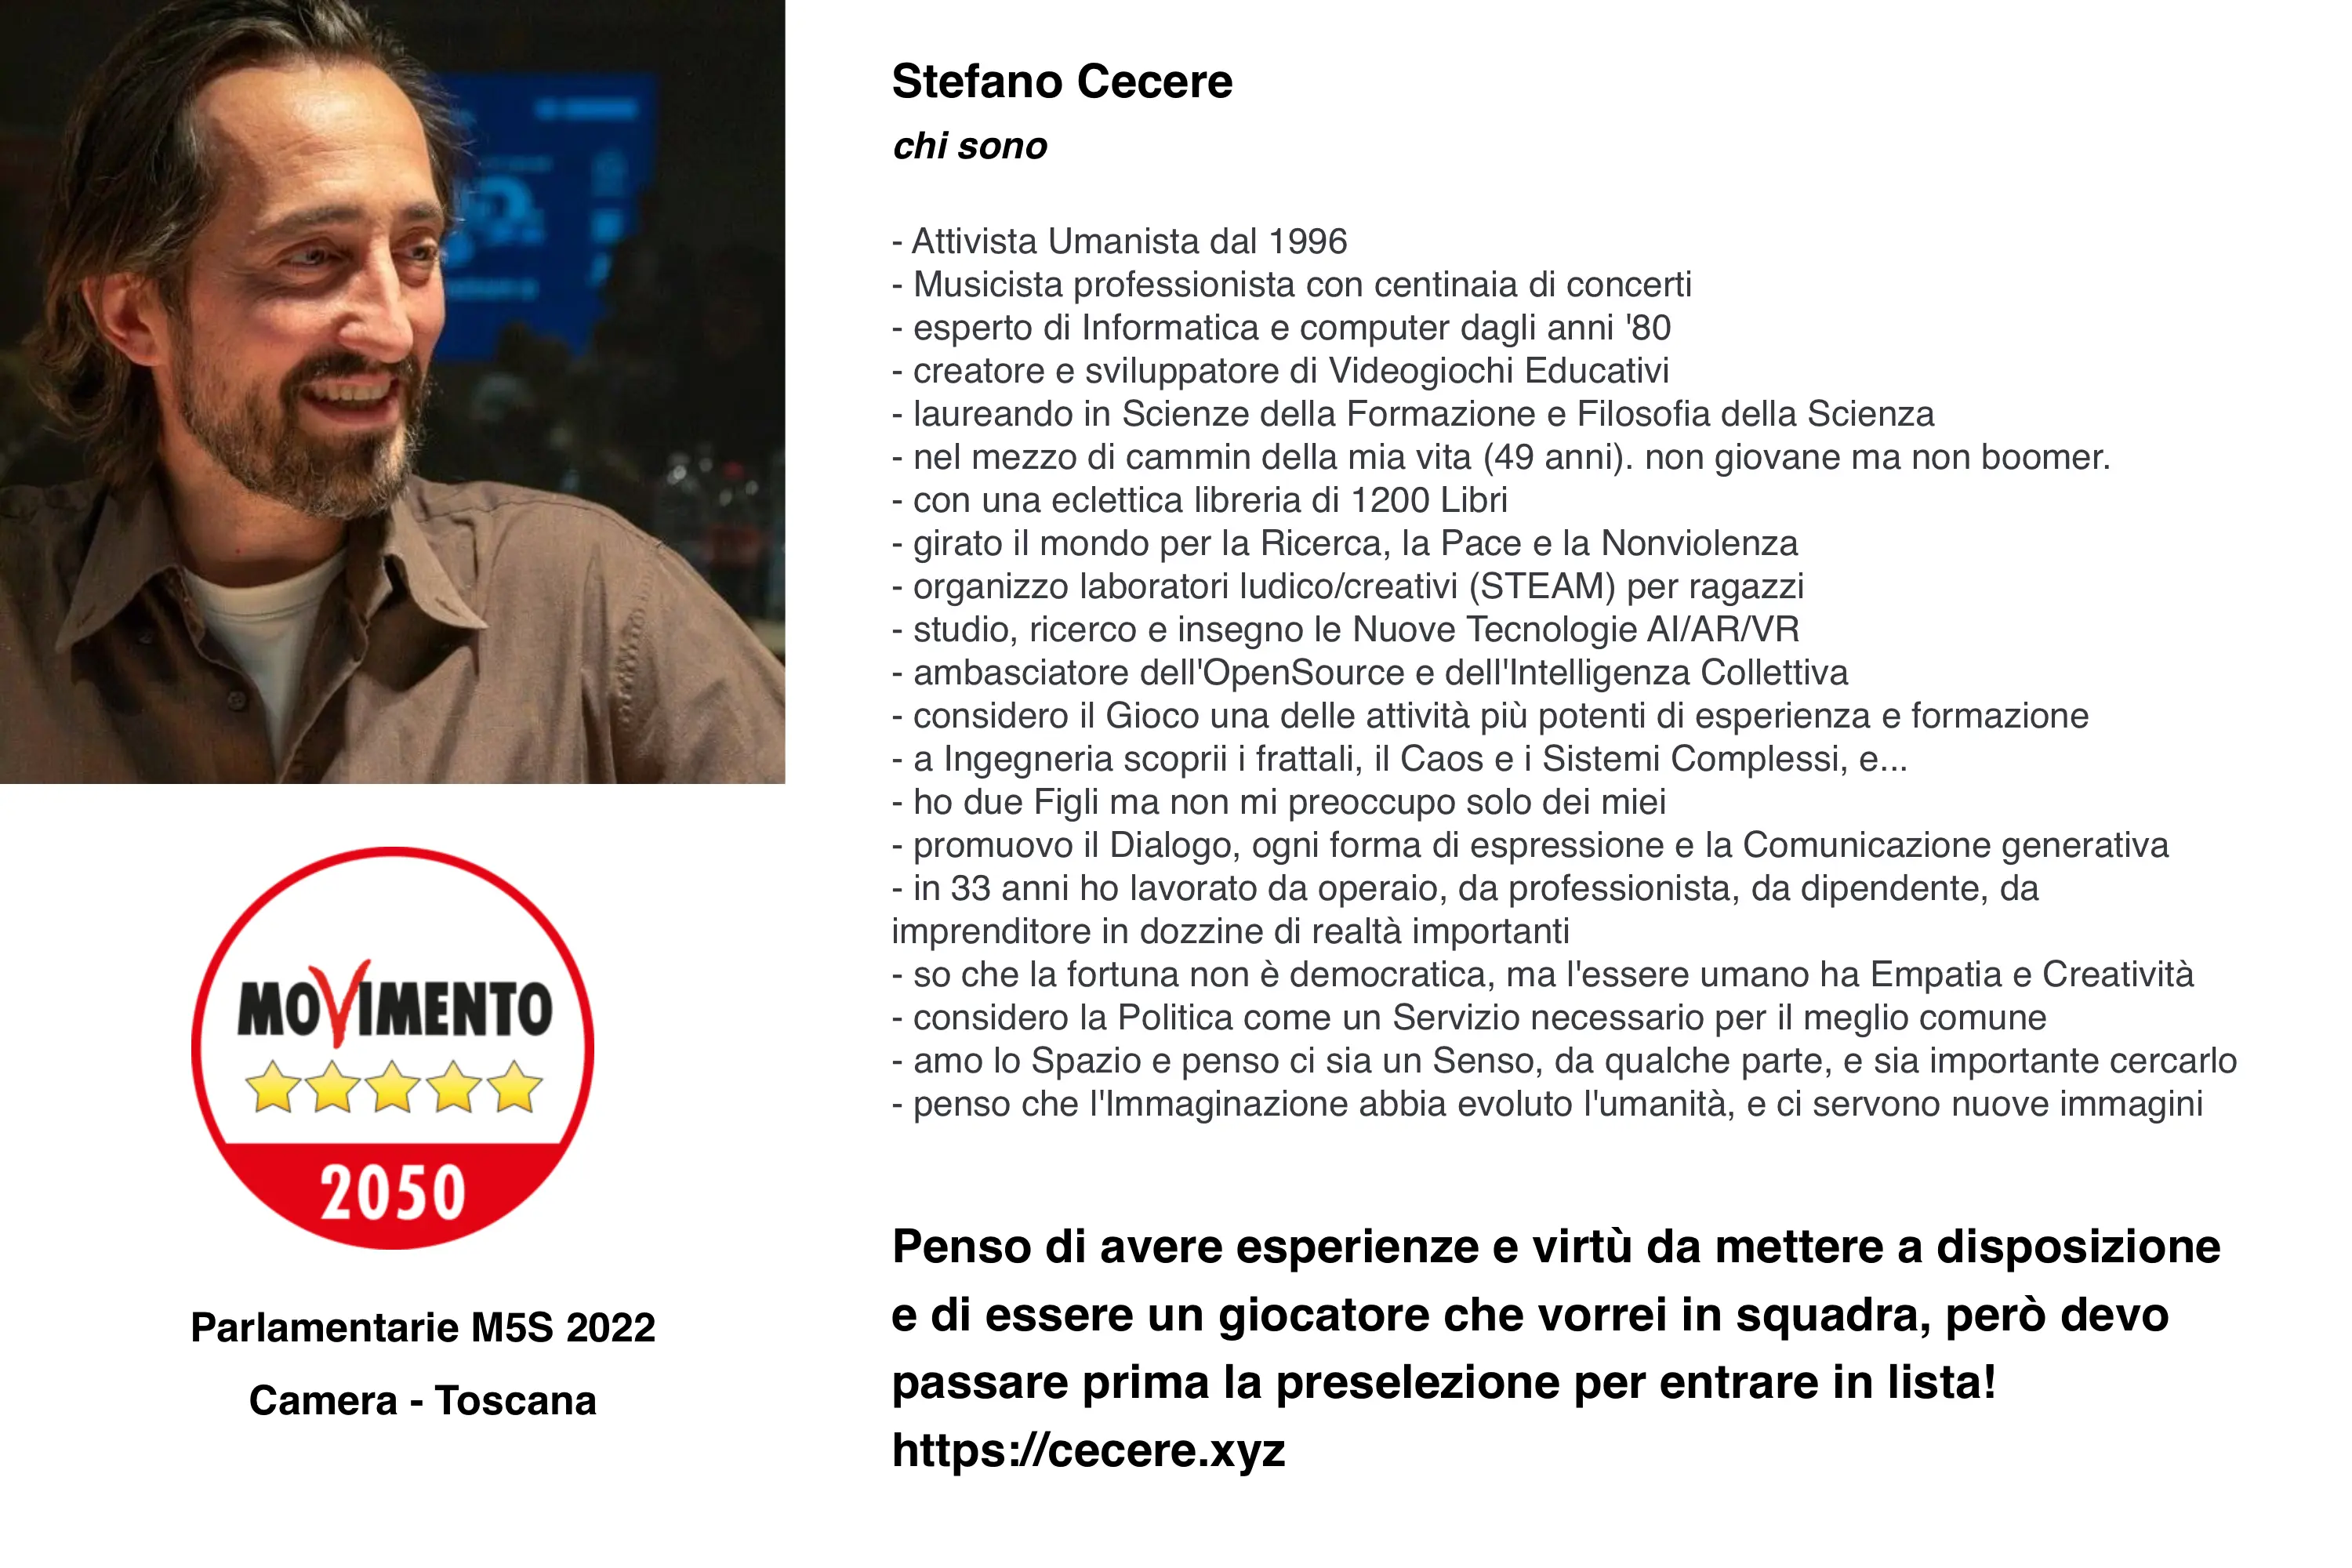 Stefano Cecere
chi sono
- Attivista Umanista dal 1996
- Musicista professionista con centinaia di concerti
- esperto di Informatica e computer dagli anni '80
- creatore e sviluppatore di Videogiochi Educativi
- laureando in Scienze della Formazione e Filosofia della Scienza
- nel mezzo di cammin della mia vita (49 anni). non giovane ma non boomer.
- con una eclettica libreria di 1200 Libri
- girato il mondo per la Ricerca, la Pace e la Nonviolenza
- organizzo laboratori ludico/creativi (STEAM) per ragazzi
- studio, ricerco e insegno le Nuove Tecnologie AI/AR/VR
- ambasciatore dell'OpenSource e dell'Intelligenza Collettiva
- considero il Gioco una delle attività più potenti di esperienza e formazione
- a Ingegneria scoprii i frattali, il Caos e i Sistemi Complessi, e...
- ho due Figli ma non mi preoccupo solo dei miei
- promuovo il Dialogo, ogni forma di espressione e la Comunicazione generativa
- in 33 anni ho lavorato da operaio, da professionista, da dipendente, da
imprenditore in dozzine di realtà importanti
- so che la fortuna non è democratica, ma l'essere umano ha Empatia e Creatività
- considero la Politica come un Servizio necessario per il meglio comune
- amo lo Spazio e penso ci sia un Senso, da qualche parte, e sia importante cercarlo
- penso che l'Immaginazione abbia evoluto l'umanità, e ci servono nuove immagini
Penso di avere esperienze e virtù da mettere a disposizione
e di essere un giocatore che vorrei in squadra, però devo
passare prima la preselezione per entrare in lista!
https://cecere.xyz
MOVIMENTO
2050
Parlamentarie M5S 2022
Camera - Toscana